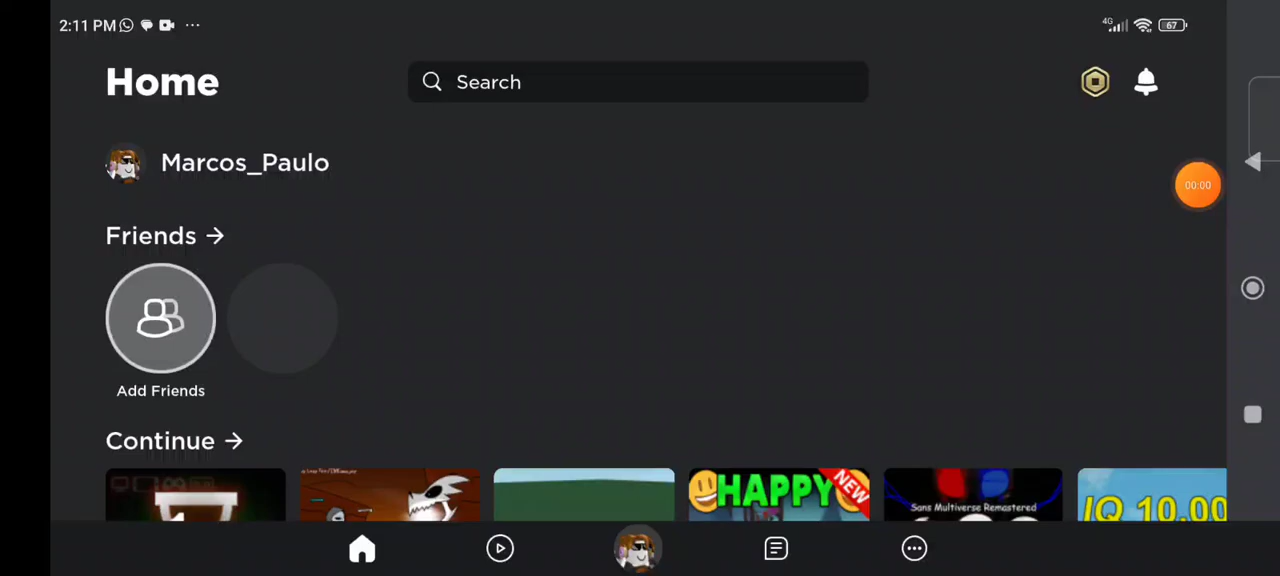 2:11 PM
4G
67
Home
Search
Marcos_Paulo
00:00
Friends →
Add Friends
Continue →
HAPPY
NEW
Sans Multiverse Remastered
IQ 10,00